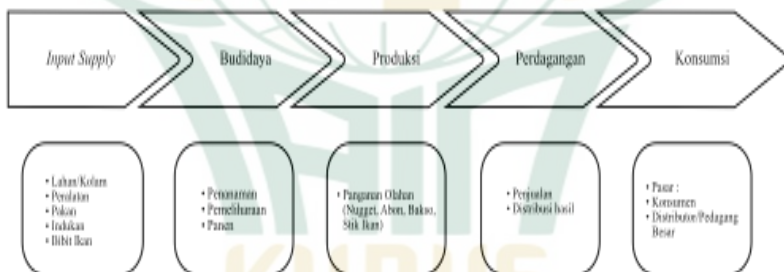 Input Supply
Budidaya
Produksi
Perdagangan
Konsumsi
• Lahan/Kolam
• Peralatan
• Pakan
• Indukan
• Bibit Ikan
• Penanaman
• Pemeliharaan
• Panen
• Panganan Olahan
(Nugget, Abon, Bakso,
Stik Ikan)
• Penjualan
• Distribusi hasil
• Pasar :
• Konsumen
• Distributor/Pedagang
Besar
KUDUS